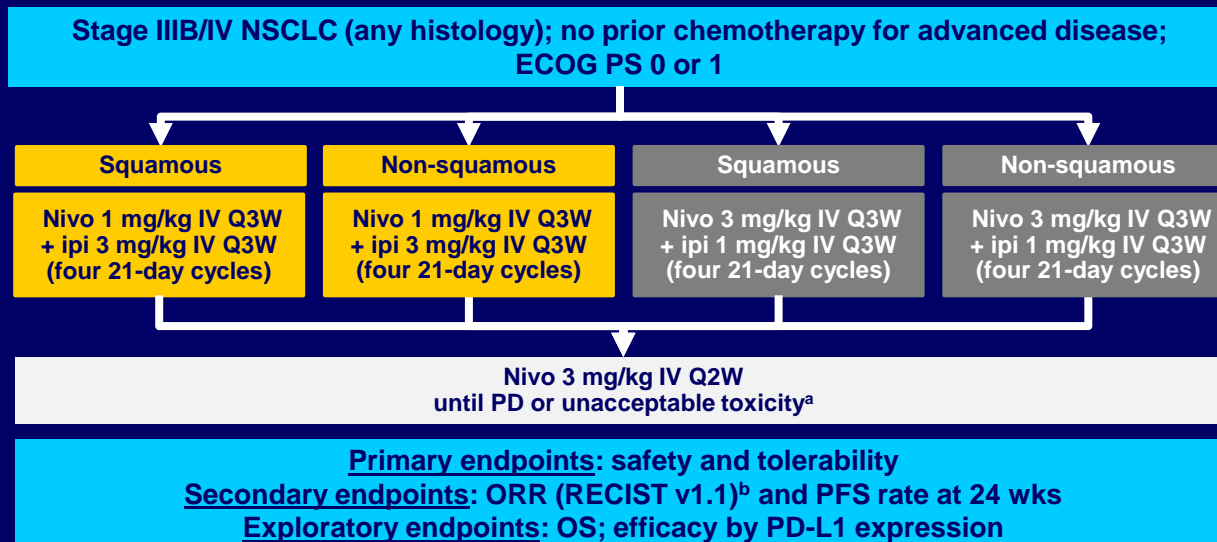 Stage IIIB/IV NSCLC (any histology); no prior chemotherapy for advanced disease;
ECOG PS 0 or 1
Squamous
Nivo 1 mg/kg IV Q3W
+ ipi 3 mg/kg IV Q3W
(four 21-day cycles)
Non-squamous
Nivo 1 mg/kg IV Q3W
+ ipi 3 mg/kg IV Q3W
(four 21-day cycles)
Squamous
Nivo 3 mg/kg IV Q3W
+ ipi 1 mg/kg IV Q3W
(four 21-day cycles)
Non-squamous
Nivo 3 mg/kg IV Q3W
+ ipi 1 mg/kg IV Q3W
(four 21-day cycles)
Nivo 3 mg/kg IV Q2W
until PD or unacceptable toxicityᵃ
Primary endpoints: safety and tolerability
Secondary endpoints: ORR (RECIST v1.1)ᵇ and PFS rate at 24 wks
Exploratory endpoints: OS; efficacy by PD-L1 expression